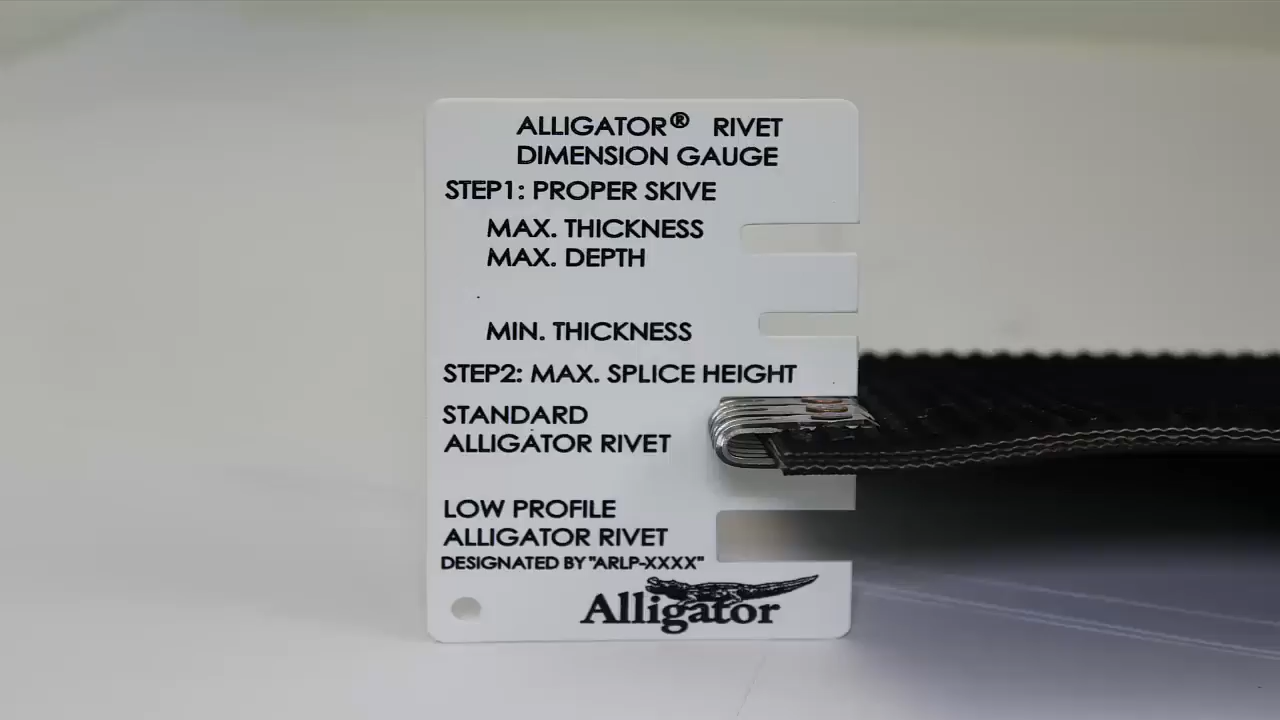 ALLIGATOR® RIVET
DIMENSION GAUGE
STEP1: PROPER SKIVE
MAX. THICKNESS
MAX. DEPTH
MIN. THICKNESS
STEP2: MAX. SPLICE HEIGHT
STANDARD
ALLIGATOR RIVET
LOW PROFILE
ALLIGATOR RIVET
DESIGNATED BY "ARLP-XXXX"
Alligator